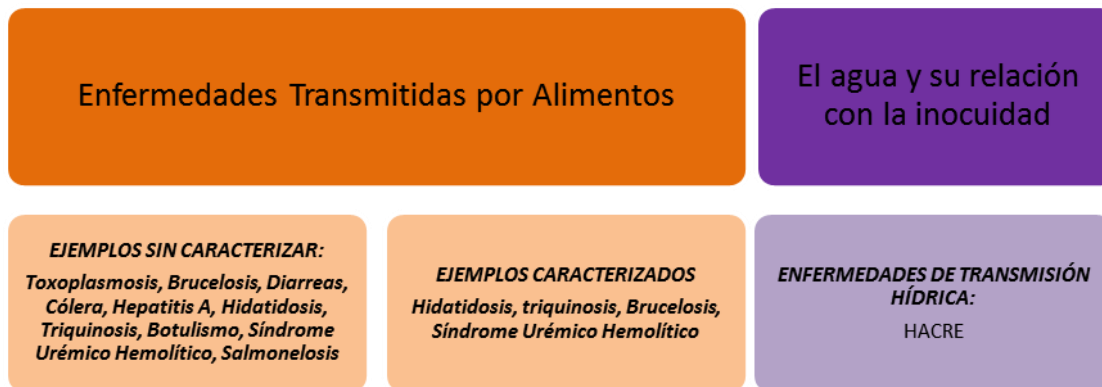 Enfermedades Transmitidas por Alimentos
El agua y su relación
con la inocuidad
EJEMPLOS SIN CARACTERIZAR:
Toxoplasmosis, Brucelosis, Diarreas,
Cólera, Hepatitis A, Hidatidosis,
Triquinosis, Botulismo, Síndrome
Urémico Hemolítico, Salmonelosis
EJEMPLOS CARACTERIZADOS
Hidatidosis, triquinosis, Brucelosis,
Síndrome Urémico Hemolítico
ENFERMEDADES DE TRANSMISIÓN
HÍDRICA:
HACRE